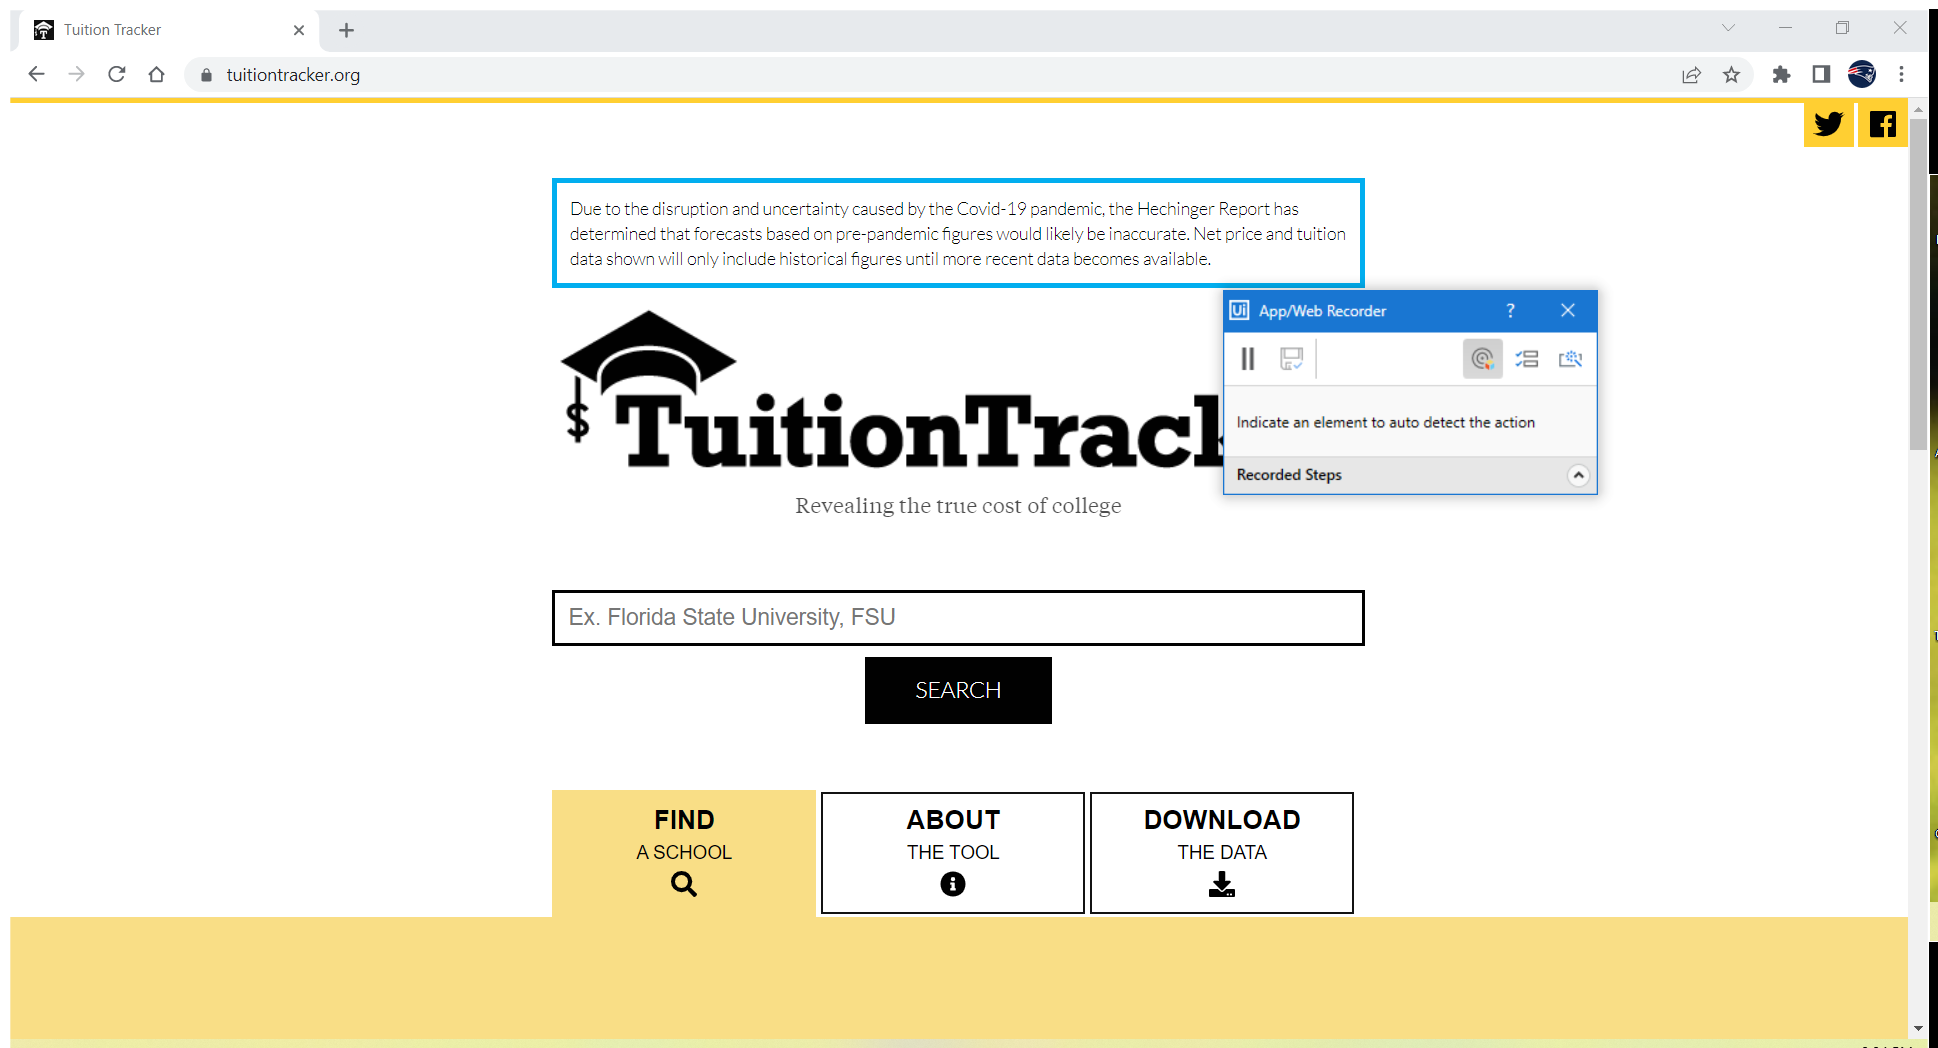 Tuition Tracker
tuitiontracker.org
Due to the disruption and uncertainty caused by the Covid-19 pandemic, the Hechinger Report has
determined that forecasts based on pre-pandemic figures would likely be inaccurate. Net price and tuition
data shown will only include historical figures until more recent data becomes available.
Ui App/Web Recorder ?
Indicate an element to auto detect the action
Recorded Steps
$ TuitionTrack
Revealing the true cost of college
Ex. Florida State University, FSU
SEARCH
FIND
A SCHOOL
ABOUT
THE TOOL
DOWNLOAD
THE DATA